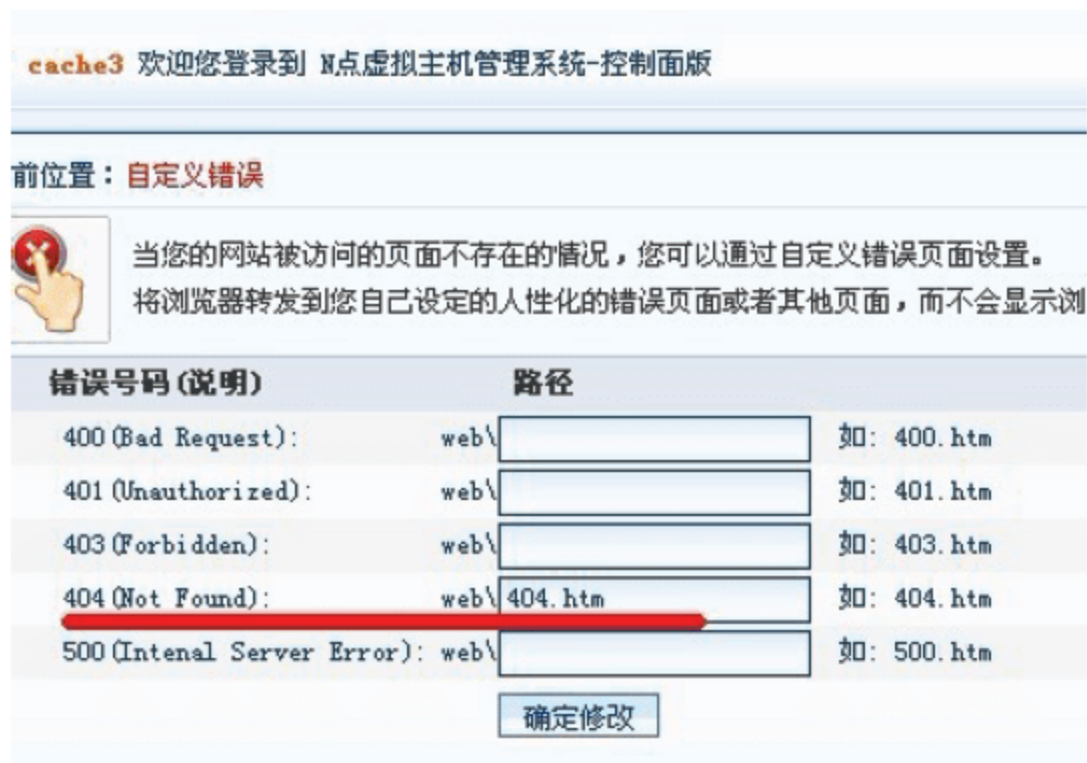 cache3 欢迎您登录到 N点虚拟主机管理系统-控制面版
前位置：自定义错误
当您的网站被访问的页面不存在的情况，您可以通过自定义错误页面设置。
将浏览器转发到您自己设定的人性化的错误页面或者其他页面，而不会显示浏
错误号码(说明) 路径
400(Bad Request): web\ 如: 400.htm
401(Unauthorized): web\ 如: 401.htm
403(Forbidden): web\ 如: 403.htm
404(Not Found): web\ 404.htm 如: 404.htm
500(Intenal Server Error): web\ 如: 500.htm
确定修改